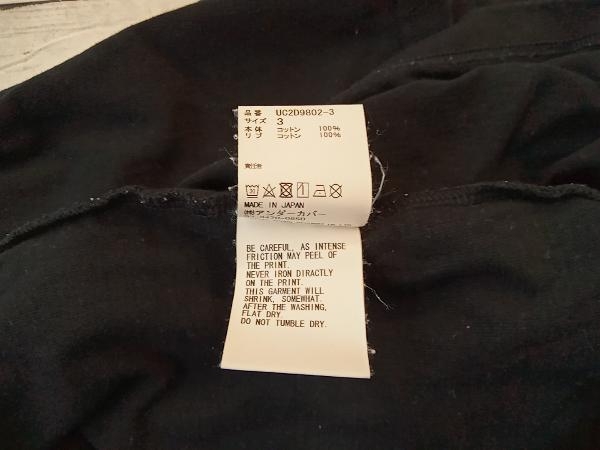 品番 UC2D9802-3
サイズ 3
本体 コットン 100%
リブ コットン 100%
責任者
MADE IN JAPAN
㈱アンダーカバー
BE CAREFUL, AS INTENSE
FRICTION MAY PEEL OF
THE PRINT.
NEVER IRON DIRACTLY
ON THE PRINT.
THIS GARMENT WILL
SHRINK, SOMEWHAT.
AFTER THE WASHING,
FLAT DRY.
DO NOT TUMBLE DRY.